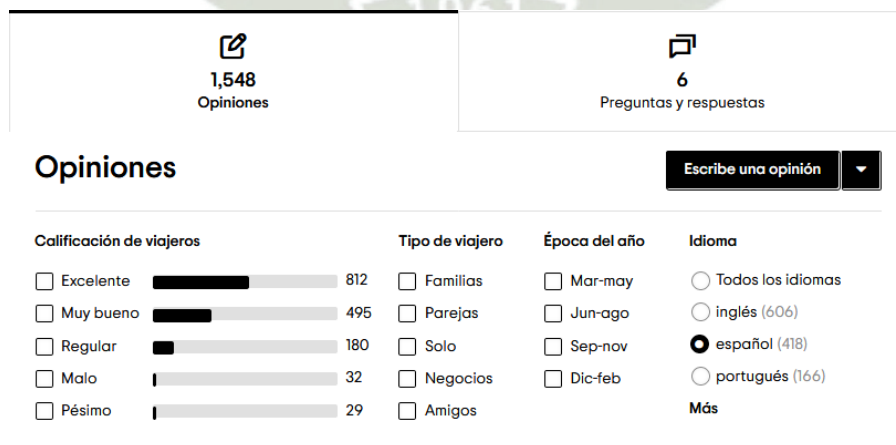 1,548
Opiniones
6
Preguntas y respuestas
Opiniones
Escribe una opinión
Calificación de viajeros
Excelente 812
Muy bueno 495
Regular 180
Malo 32
Pésimo 29
Tipo de viajero
Familias
Parejas
Solo
Negocios
Amigos
Época del año
Mar-may
Jun-ago
Sep-nov
Dic-feb
Idioma
Todos los idiomas
inglés (606)
español (418)
portugués (166)
Más